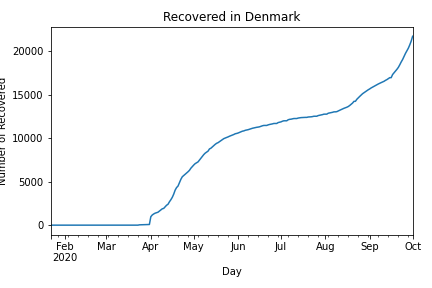 Recovered in Denmark
Number of Recovered
20000
15000
10000
5000
0
Feb Mar Apr May Jun Jul Aug Sep Oct
2020
Day